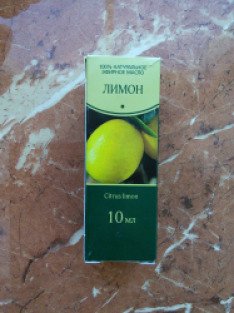 100% НАТУРАЛЬНОЕ
ЭФИРНОЕ МАСЛО
ЛИМОН
Citrus limon
10 мл